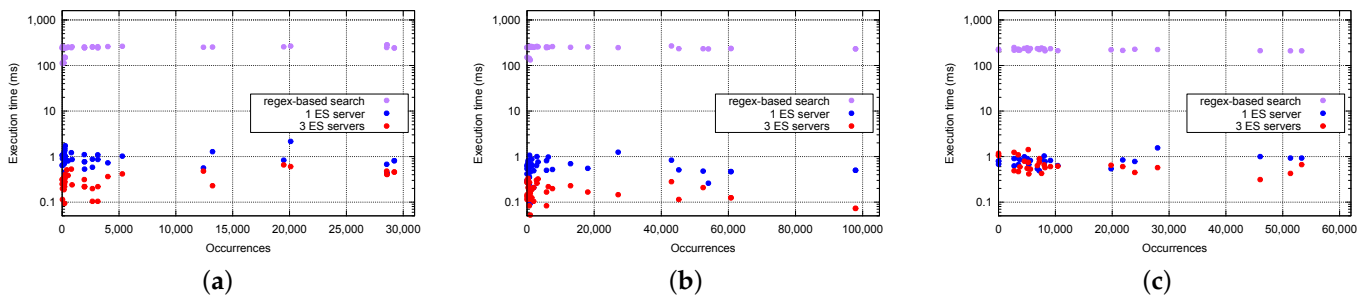 1,000
100
10
1
0.1
Execution time (ms)
regex-based search
1 ES server
3 ES servers
0 5,000 10,000 15,000 20,000 25,000 30,000
Occurrences
(a)
1,000
100
10
1
0.1
Execution time (ms)
regex-based search
1 ES server
3 ES servers
0 20,000 40,000 60,000 80,000 100,000
Occurrences
(b)
1,000
100
10
1
0.1
Execution time (ms)
regex-based search
1 ES server
3 ES servers
0 10,000 20,000 30,000 40,000 50,000 60,000
Occurrences
(c)